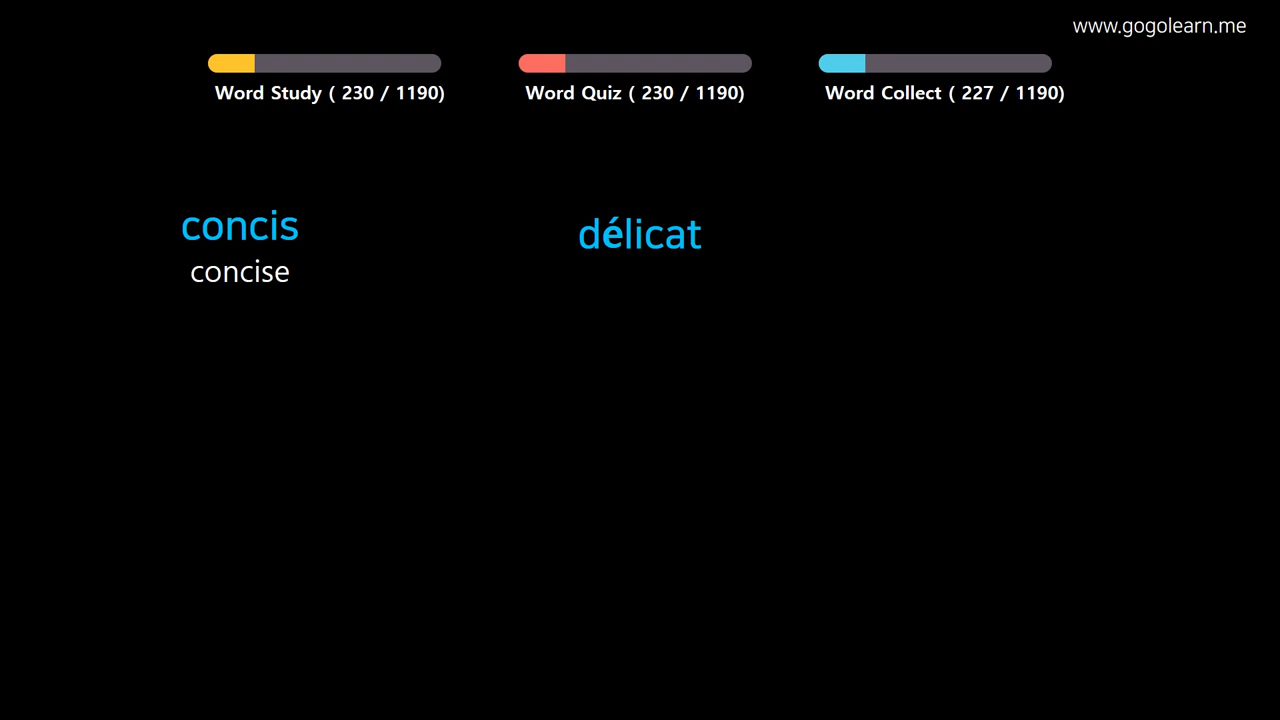 www.gogolearn.me
Word Study ( 230 / 1190)
Word Quiz ( 230 / 1190)
Word Collect ( 227 / 1190)
concis
concise
délicat